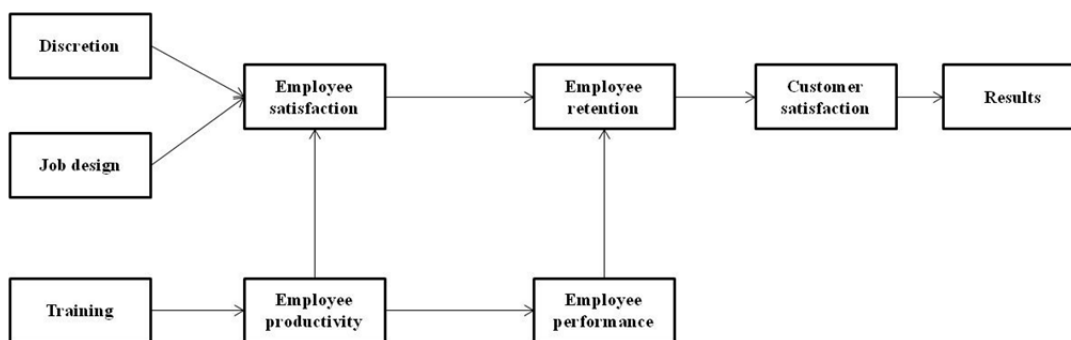 Discretion
Employee
satisfaction
Employee
retention
Customer
satisfaction
Results
Job design
Training
Employee
productivity
Employee
performance